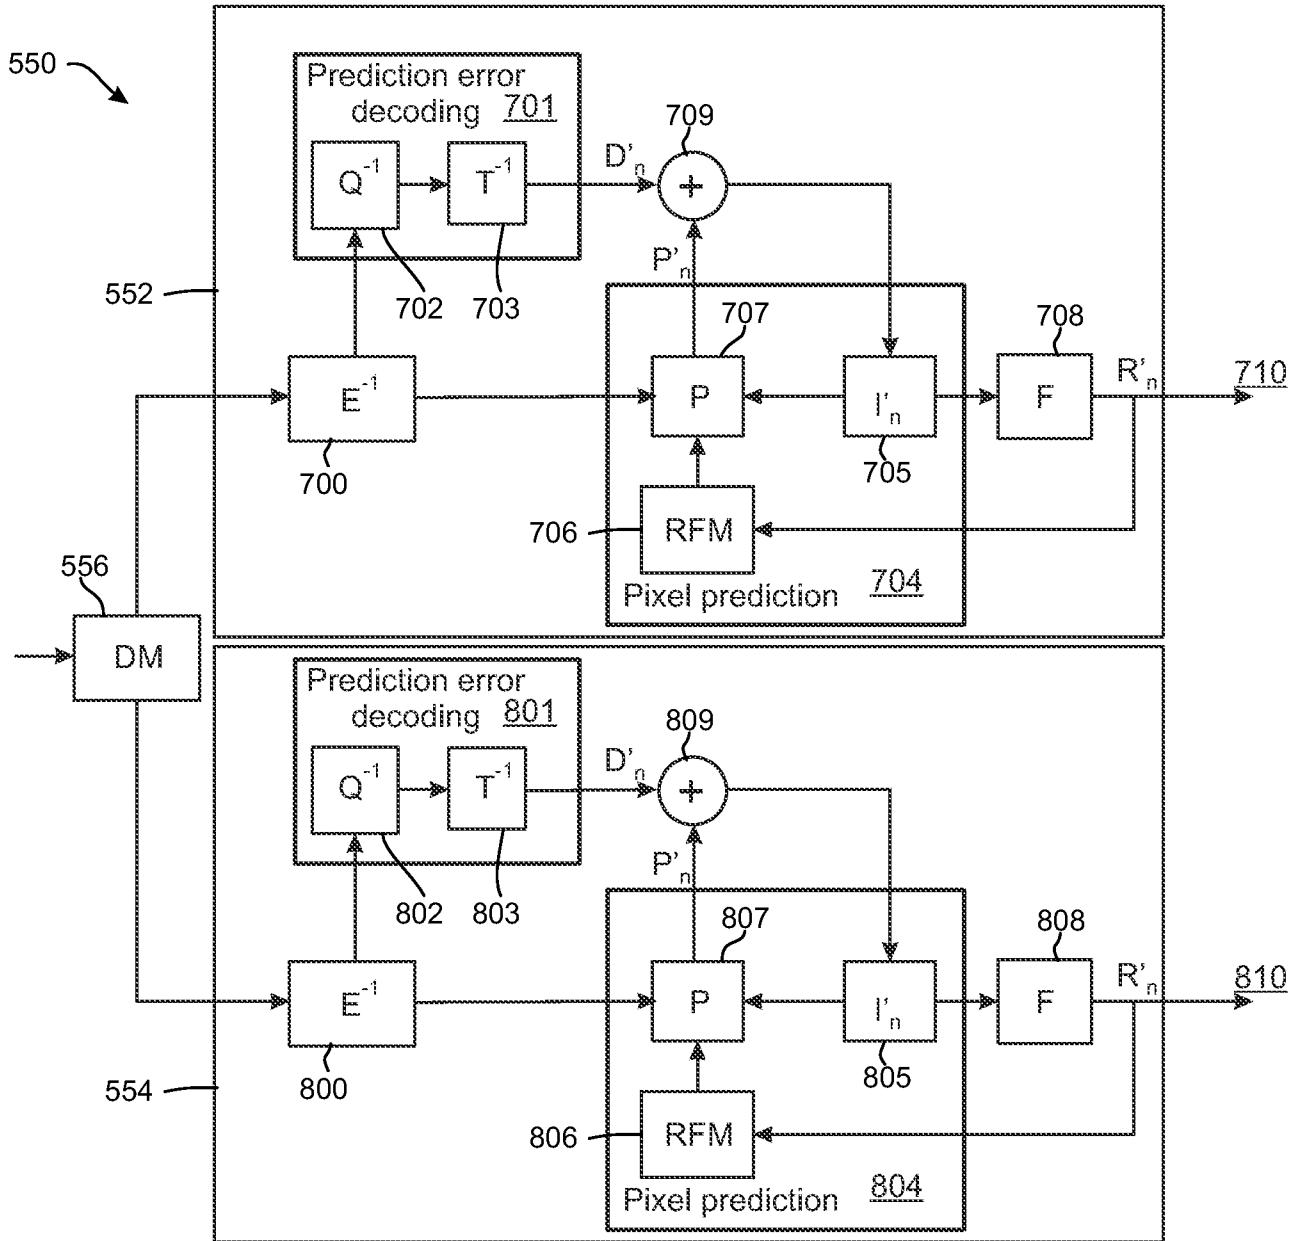 550
Prediction error
decoding 701
709
Q⁻¹
T⁻¹
D'ₙ
+
P'ₙ
552
702
703
707
708
R'ₙ
710
E⁻¹
P
I'ₙ
F
700
705
706
RFM
704
Pixel prediction
556
DM
Prediction error
decoding 801
809
Q⁻¹
T⁻¹
D'ₙ
+
P'ₙ
802
803
807
808
R'ₙ
810
E⁻¹
P
I'ₙ
F
554
800
805
806
RFM
804
Pixel prediction